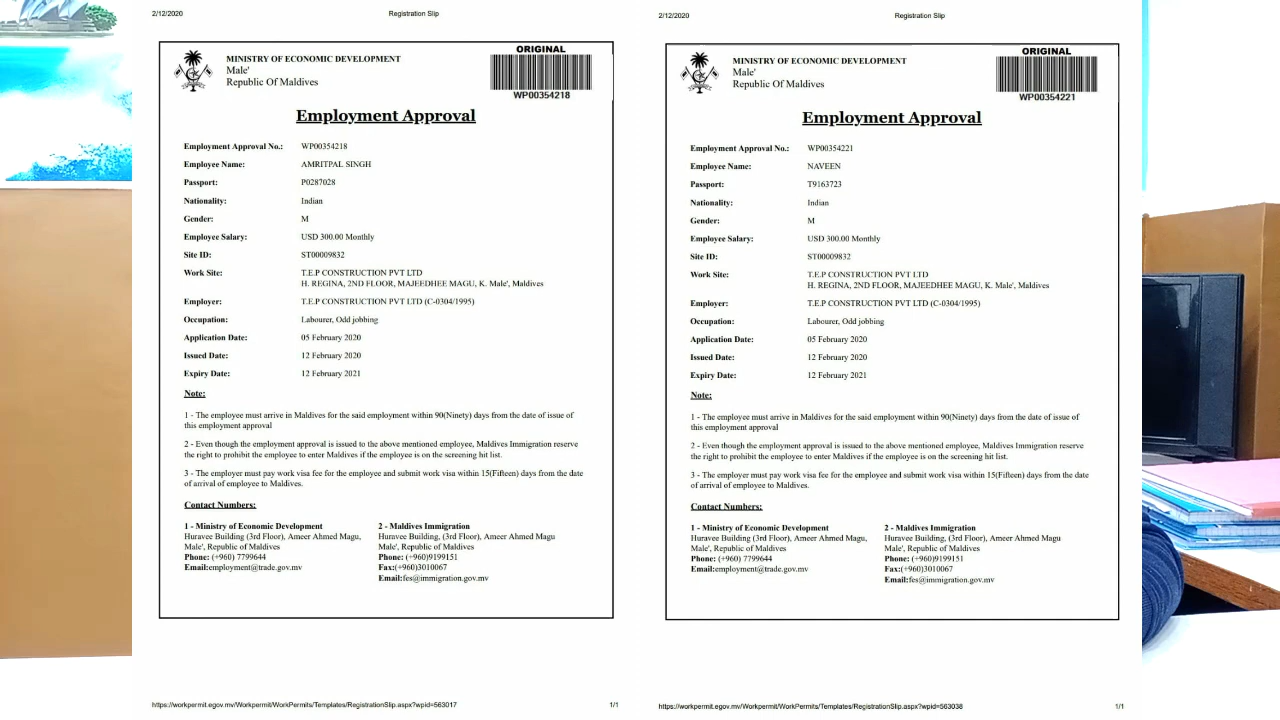 2/12/2020
Registration Slip
MINISTRY OF ECONOMIC DEVELOPMENT
Male'
Republic Of Maldives
ORIGINAL
WP00354218
Employment Approval
Employment Approval No.: WP00354218
Employee Name: AMRITPAL SINGH
Passport: P0287028
Nationality: Indian
Gender: M
Employee Salary: USD 300.00 Monthly
Site ID: ST00009832
Work Site: T.E.P CONSTRUCTION PVT LTD
H. REGINA, 2ND FLOOR, MAJEEDHEE MAGU, K. Male', Maldives
Employer: T.E.P CONSTRUCTION PVT LTD (C-0304/1995)
Occupation: Labourer, Odd jobbing
Application Date: 05 February 2020
Issued Date: 12 February 2020
Expiry Date: 12 February 2021
Note:
1 - The employee must arrive in Maldives for the said employment within 90(Ninety) days from the date of issue of
this employment approval
2 - Even though the employment approval is issued to the above mentioned employee, Maldives Immigration reserve
the right to prohibit the employee to enter Maldives if the employee is on the screening hit list.
3 - The employer must pay work visa fee for the employee and submit work visa within 15(Fifteen) days from the date
of arrival of employee to Maldives.
Contact Numbers:
1 - Ministry of Economic Development
Huravee Building (3rd Floor), Ameer Ahmed Magu,
Male', Republic of Maldives
Phone: (+960) 7799644
Email:employment@trade.gov.mv
2 - Maldives Immigration
Huravee Building, (3rd Floor), Ameer Ahmed Magu
Male', Republic of Maldives
Phone: (+960)9199151
Fax:(+960)3010067
Email:fes@immigration.gov.mv
https://workpermit.egov.mv/Workpermit/WorkPermits/Templates/RegistrationSlip.aspx?wpid=563017
1/1
2/12/2020
Registration Slip
MINISTRY OF ECONOMIC DEVELOPMENT
Male'
Republic Of Maldives
ORIGINAL
WP00354221
Employment Approval
Employment Approval No.: WP00354221
Employee Name: NAVEEN
Passport: T9163723
Nationality: Indian
Gender: M
Employee Salary: USD 300.00 Monthly
Site ID: ST00009832
Work Site: T.E.P CONSTRUCTION PVT LTD
H. REGINA, 2ND FLOOR, MAJEEDHEE MAGU, K. Male', Maldives
Employer: T.E.P CONSTRUCTION PVT LTD (C-0304/1995)
Occupation: Labourer, Odd jobbing
Application Date: 05 February 2020
Issued Date: 12 February 2020
Expiry Date: 12 February 2021
Note:
1 - The employee must arrive in Maldives for the said employment within 90(Ninety) days from the date of issue of
this employment approval
2 - Even though the employment approval is issued to the above mentioned employee, Maldives Immigration reserve
the right to prohibit the employee to enter Maldives if the employee is on the screening hit list.
3 - The employer must pay work visa fee for the employee and submit work visa within 15(Fifteen) days from the date
of arrival of employee to Maldives.
Contact Numbers:
1 - Ministry of Economic Development
Huravee Building (3rd Floor), Ameer Ahmed Magu,
Male', Republic of Maldives
Phone: (+960) 7799644
Email:employment@trade.gov.mv
2 - Maldives Immigration
Huravee Building, (3rd Floor), Ameer Ahmed Magu
Male', Republic of Maldives
Phone: (+960)9199151
Fax:(+960)3010067
Email:fes@immigration.gov.mv
https://workpermit.egov.mv/Workpermit/WorkPermits/Templates/RegistrationSlip.aspx?wpid=563038
1/1